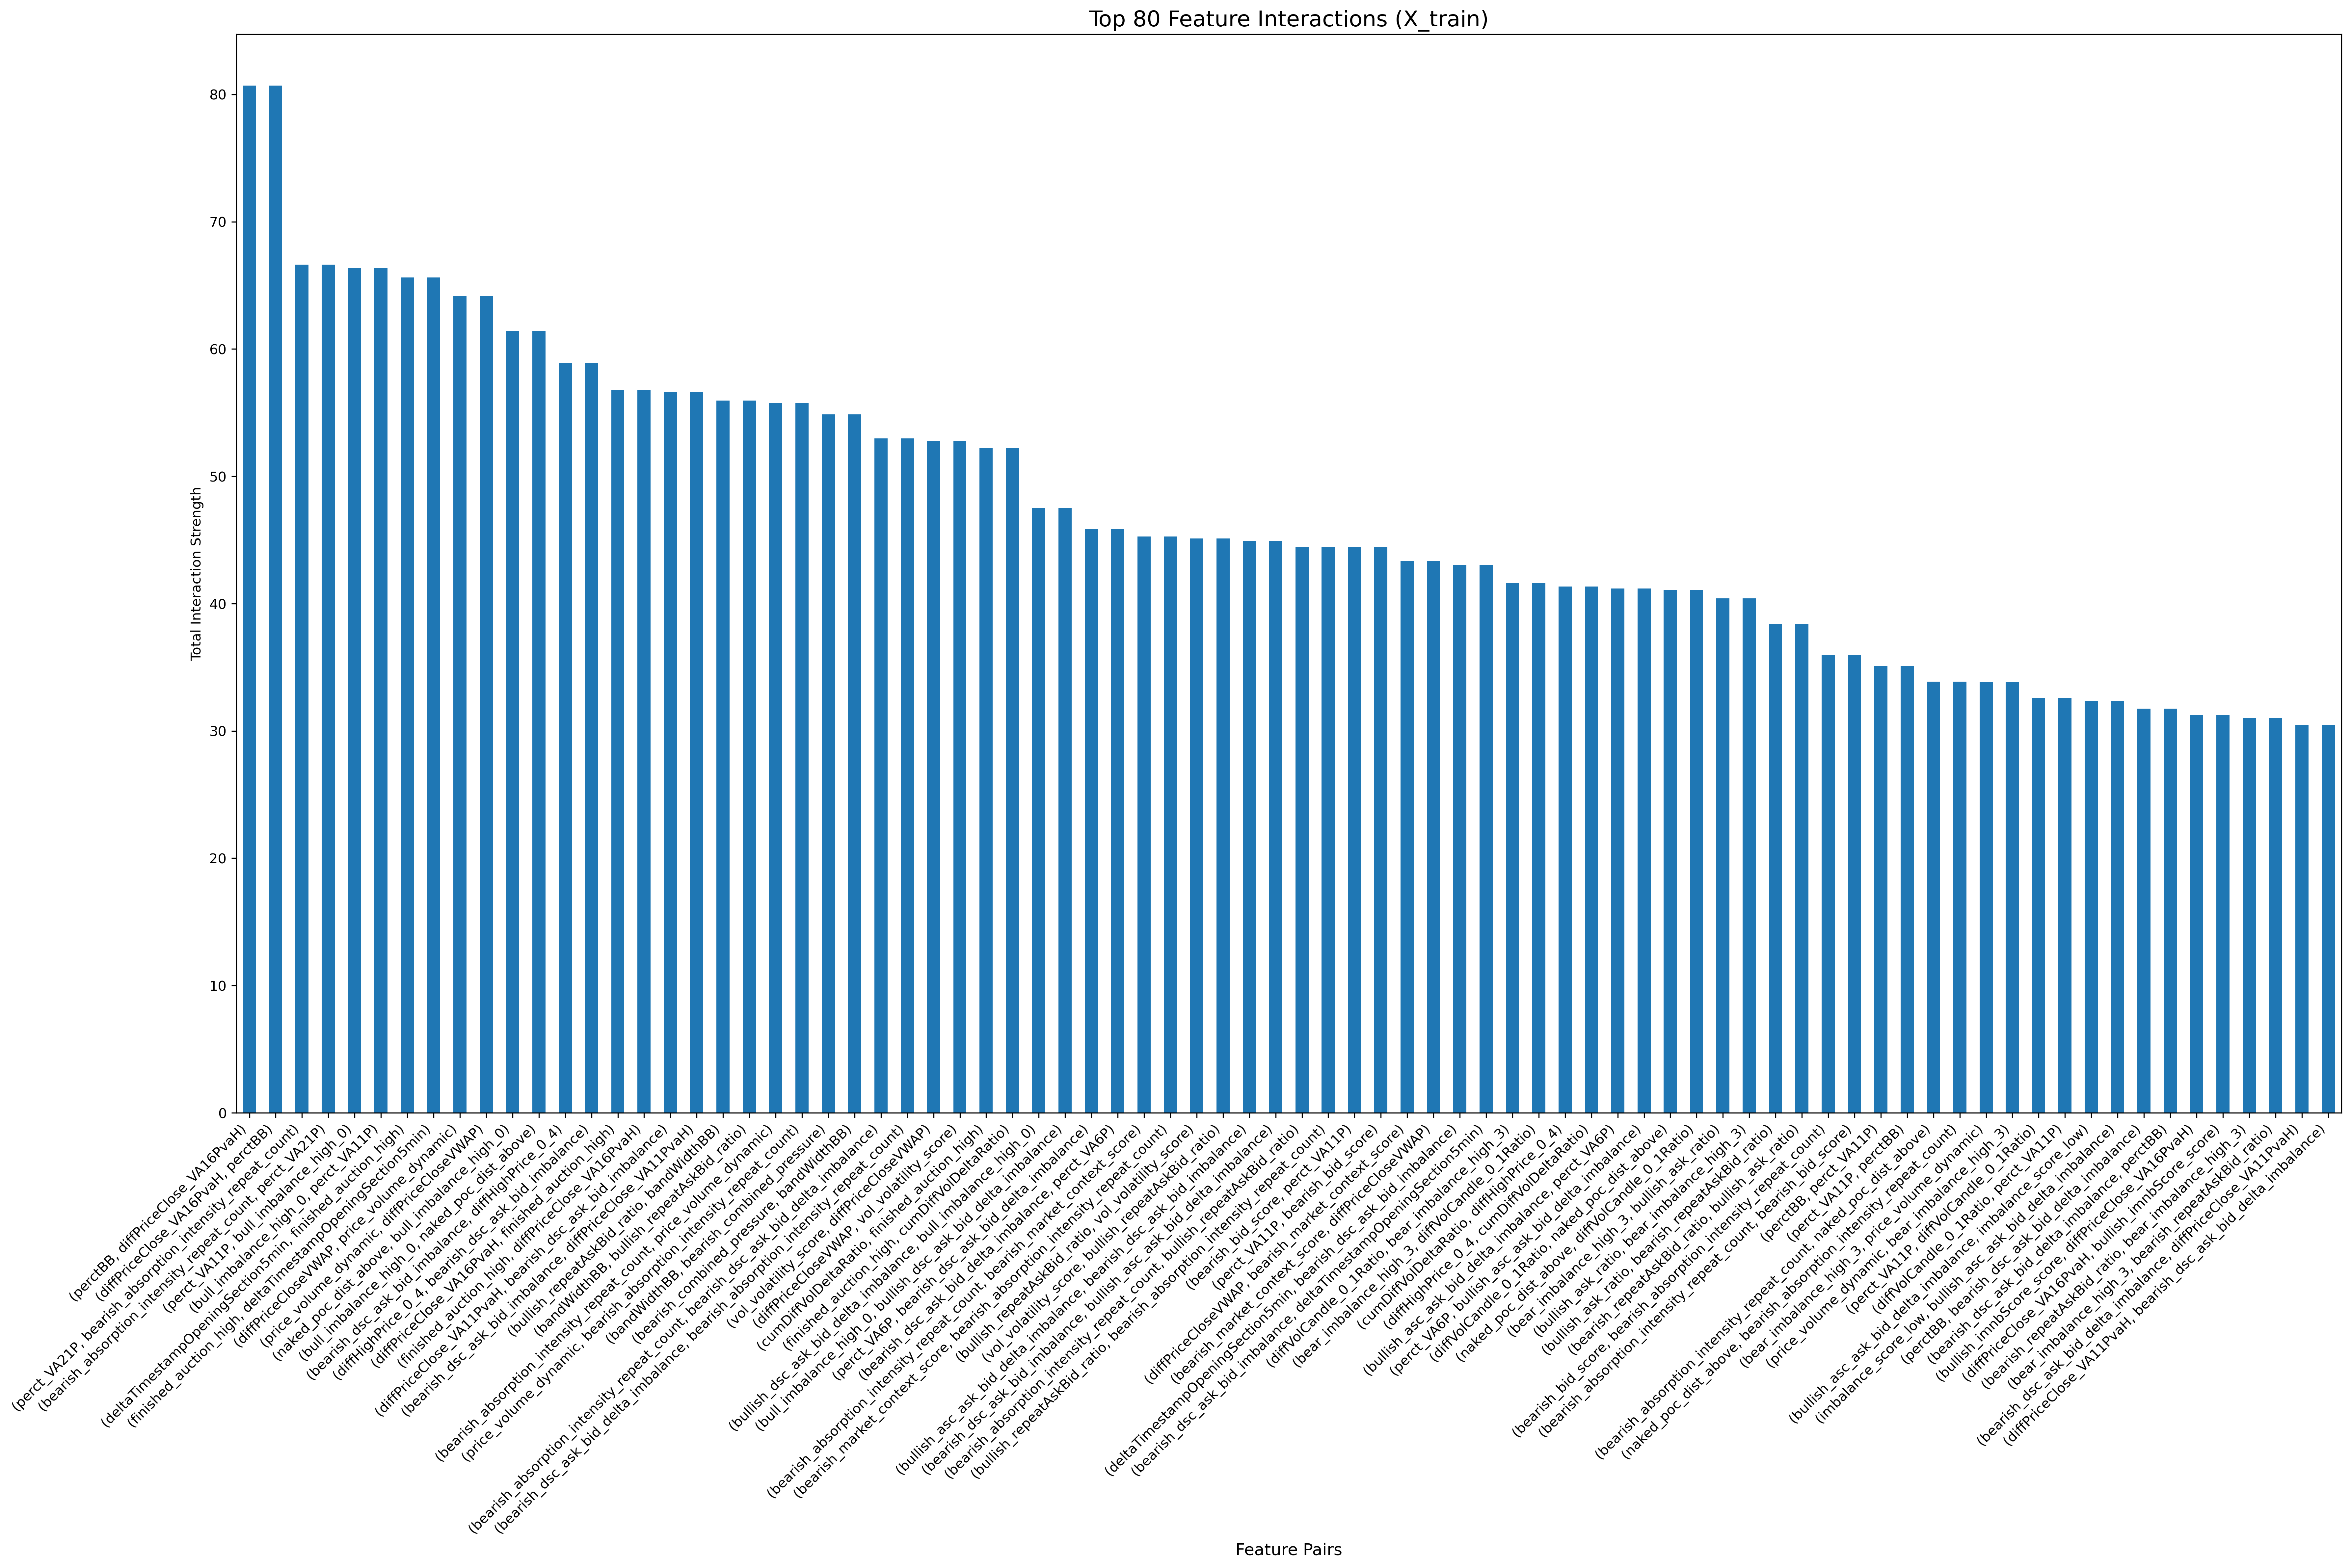 Top 80 Feature Interactions (X_train)
Total Interaction Strength
80
70
60
50
40
30
20
10
0
(perctBB, diffPriceClose_VA16PvaH)
(diffPriceClose_VA16PvaH, perctBB)
(perct_VA21P, bearish_absorption_intensity_repeat_count)
(bearish_absorption_intensity_repeat_count, perct_VA21P)
(perct_VA11P, bull_imbalance_high_0)
(bull_imbalance_high_0, perct_VA11P)
(deltaTimestampOpeningSection5min, finished_auction_high)
(finished_auction_high, deltaTimestampOpeningSection5min)
(diffPriceCloseVWAP, price_volume_dynamic)
(price_volume_dynamic, diffPriceCloseVWAP)
(naked_poc_dist_above, bull_imbalance_high_0)
(bull_imbalance_high_0, naked_poc_dist_above)
(bearish_dsc_ask_bid_imbalance, diffHighPrice_0_4)
(diffHighPrice_0_4, bearish_dsc_ask_bid_imbalance)
(diffPriceClose_VA16PvaH, finished_auction_high)
(finished_auction_high, diffPriceClose_VA16PvaH)
(diffPriceClose_VA11PvaH, bearish_dsc_ask_bid_imbalance)
(bearish_dsc_ask_bid_imbalance, diffPriceClose_VA11PvaH)
(bullish_repeatAskBid_ratio, bandWidthBB)
(bandWidthBB, bullish_repeatAskBid_ratio)
(bearish_absorption_intensity_repeat_count, price_volume_dynamic)
(price_volume_dynamic, bearish_absorption_intensity_repeat_count)
(bandWidthBB, bearish_combined_pressure)
(bearish_combined_pressure, bandWidthBB)
(bearish_absorption_intensity_repeat_count, bearish_dsc_ask_bid_delta_imbalance)
(bearish_dsc_ask_bid_delta_imbalance, bearish_absorption_intensity_repeat_count)
(vol_volatility_score, diffPriceCloseVWAP)
(diffPriceCloseVWAP, vol_volatility_score)
(cumDiffVolDeltaRatio, finished_auction_high)
(finished_auction_high, cumDiffVolDeltaRatio)
(bullish_dsc_ask_bid_delta_imbalance, bull_imbalance_high_0)
(bull_imbalance_high_0, bullish_dsc_ask_bid_delta_imbalance)
(perct_VA6P, bearish_dsc_ask_bid_delta_imbalance)
(bearish_dsc_ask_bid_delta_imbalance, perct_VA6P)
(bearish_absorption_intensity_repeat_count, bearish_market_context_score)
(bearish_market_context_score, bearish_absorption_intensity_repeat_count)
(bullish_repeatAskBid_ratio, vol_volatility_score)
(vol_volatility_score, bullish_repeatAskBid_ratio)
(bullish_asc_ask_bid_delta_imbalance, bearish_dsc_ask_bid_imbalance)
(bearish_dsc_ask_bid_imbalance, bullish_asc_ask_bid_delta_imbalance)
(bearish_absorption_intensity_repeat_count, bullish_repeatAskBid_ratio)
(bullish_repeatAskBid_ratio, bearish_absorption_intensity_repeat_count)
(bearish_bid_score, perct_VA11P)
(perct_VA11P, bearish_bid_score)
(diffPriceCloseVWAP, bearish_market_context_score)
(bearish_market_context_score, diffPriceCloseVWAP)
(deltaTimestampOpeningSection5min, bearish_dsc_ask_bid_imbalance)
(bearish_dsc_ask_bid_imbalance, deltaTimestampOpeningSection5min)
(diffVolCandle_0_1Ratio, bear_imbalance_high_3)
(bear_imbalance_high_3, diffVolCandle_0_1Ratio)
(cumDiffVolDeltaRatio, diffHighPrice_0_4)
(diffHighPrice_0_4, cumDiffVolDeltaRatio)
(bullish_asc_ask_bid_delta_imbalance, perct_VA6P)
(perct_VA6P, bullish_asc_ask_bid_delta_imbalance)
(diffVolCandle_0_1Ratio, naked_poc_dist_above)
(naked_poc_dist_above, diffVolCandle_0_1Ratio)
(bear_imbalance_high_3, bullish_ask_ratio)
(bullish_ask_ratio, bear_imbalance_high_3)
(bullish_ask_ratio, bearish_repeatAskBid_ratio)
(bearish_repeatAskBid_ratio, bullish_ask_ratio)
(bearish_bid_score, bearish_absorption_intensity_repeat_count)
(bearish_absorption_intensity_repeat_count, bearish_bid_score)
(perctBB, perct_VA11P)
(perct_VA11P, perctBB)
(bearish_absorption_intensity_repeat_count, naked_poc_dist_above)
(naked_poc_dist_above, bearish_absorption_intensity_repeat_count)
(bear_imbalance_high_3, price_volume_dynamic)
(price_volume_dynamic, bear_imbalance_high_3)
(perct_VA11P, diffVolCandle_0_1Ratio)
(diffVolCandle_0_1Ratio, perct_VA11P)
(bullish_asc_ask_bid_delta_imbalance, imbalance_score_low)
(imbalance_score_low, bullish_asc_ask_bid_delta_imbalance)
(perctBB, bearish_dsc_ask_bid_delta_imbalance)
(bearish_dsc_ask_bid_delta_imbalance, perctBB)
(bullish_imnbScore_score, diffPriceClose_VA16PvaH)
(diffPriceClose_VA16PvaH, bullish_imnbScore_score)
(bearish_repeatAskBid_ratio, bear_imbalance_high_3)
(bear_imbalance_high_3, bearish_repeatAskBid_ratio)
(bearish_dsc_ask_bid_delta_imbalance, diffPriceClose_VA11PvaH)
(diffPriceClose_VA11PvaH, bearish_dsc_ask_bid_delta_imbalance)
Feature Pairs